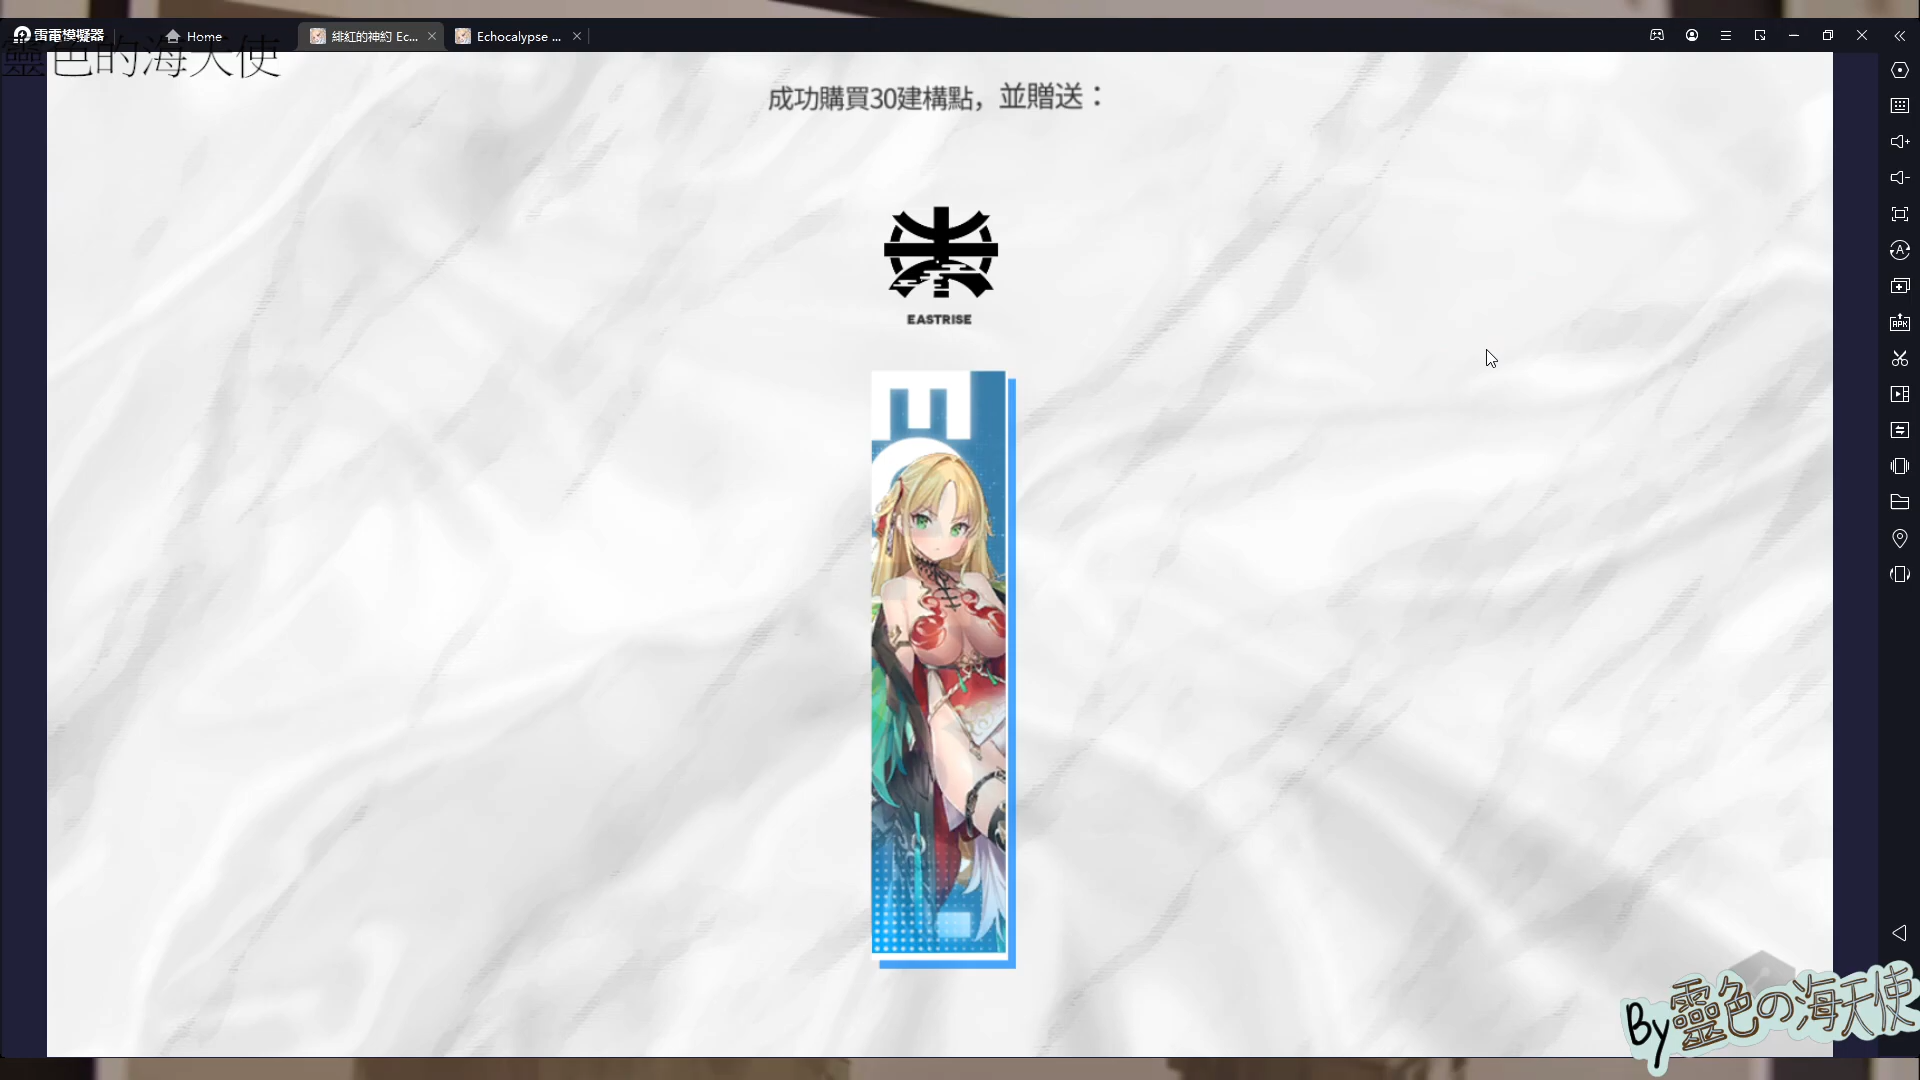 雷電模擬器
Home
緋紅的神約 Ec...
Echocalypse ...
靈色的海天使
成功購買30建構點，並贈送：
EASTRISE
APK
By靈色の海天使